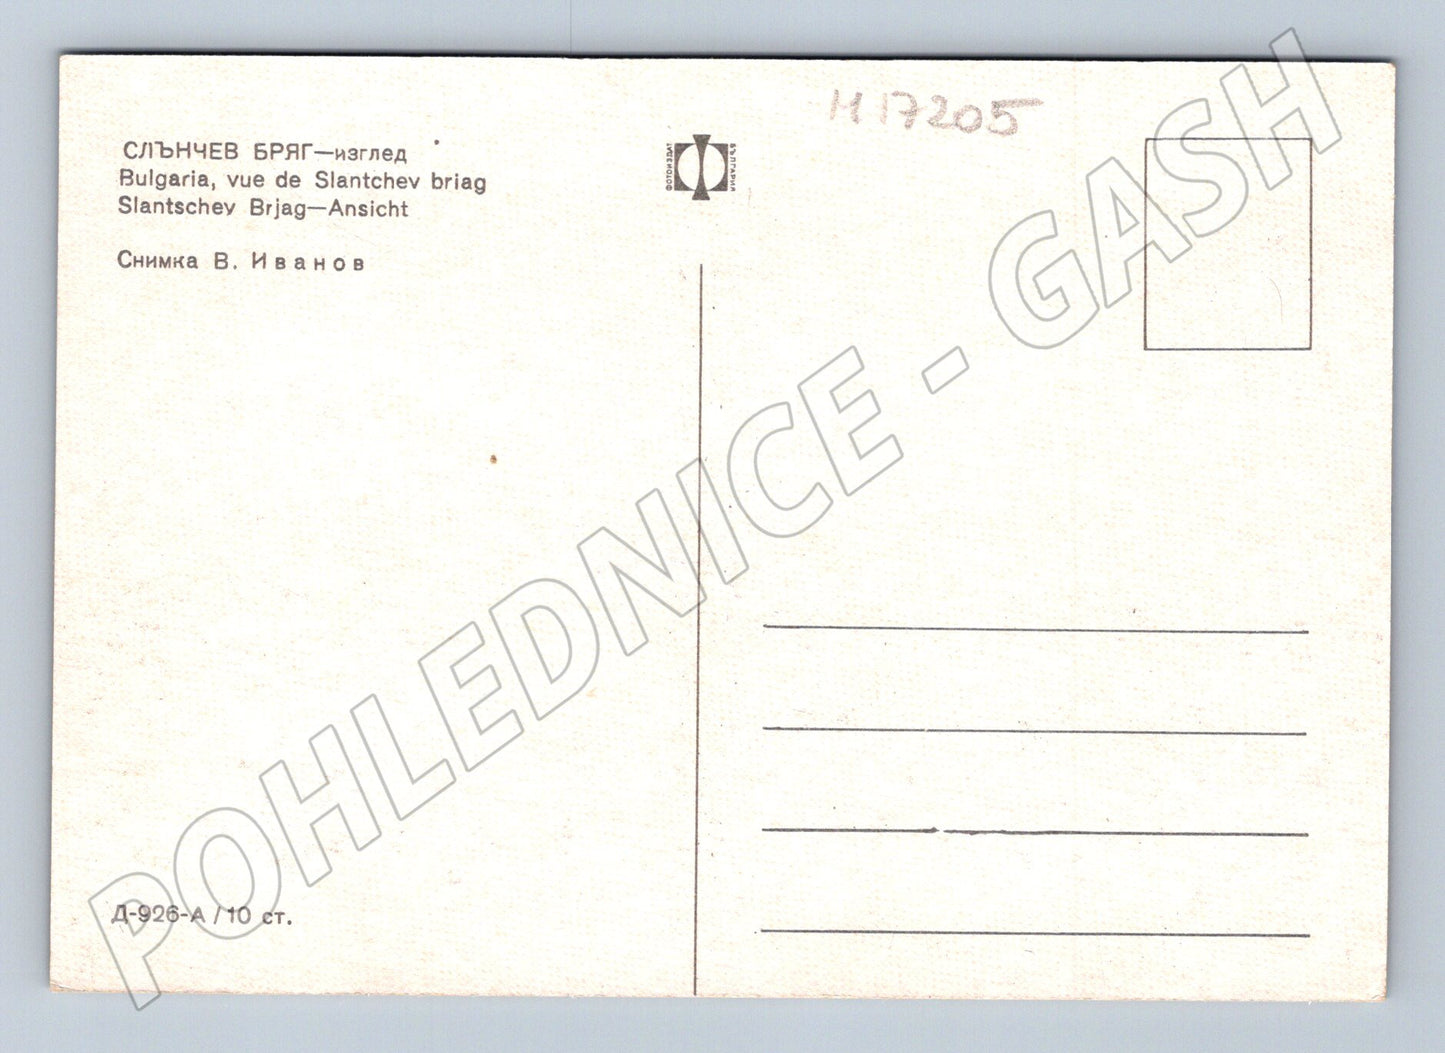 H 17205
СЛЪНЧЕВ БРЯГ—изглед
Bulgaria, vue de Slantchev briag
Slantschev Brjag—Ansicht
Снимка В. Иванов
ФОТОИЗДАТ
БЪЛГАРИЯ
Д-926-А / 10 ст.
POHLEDNICE - GASH